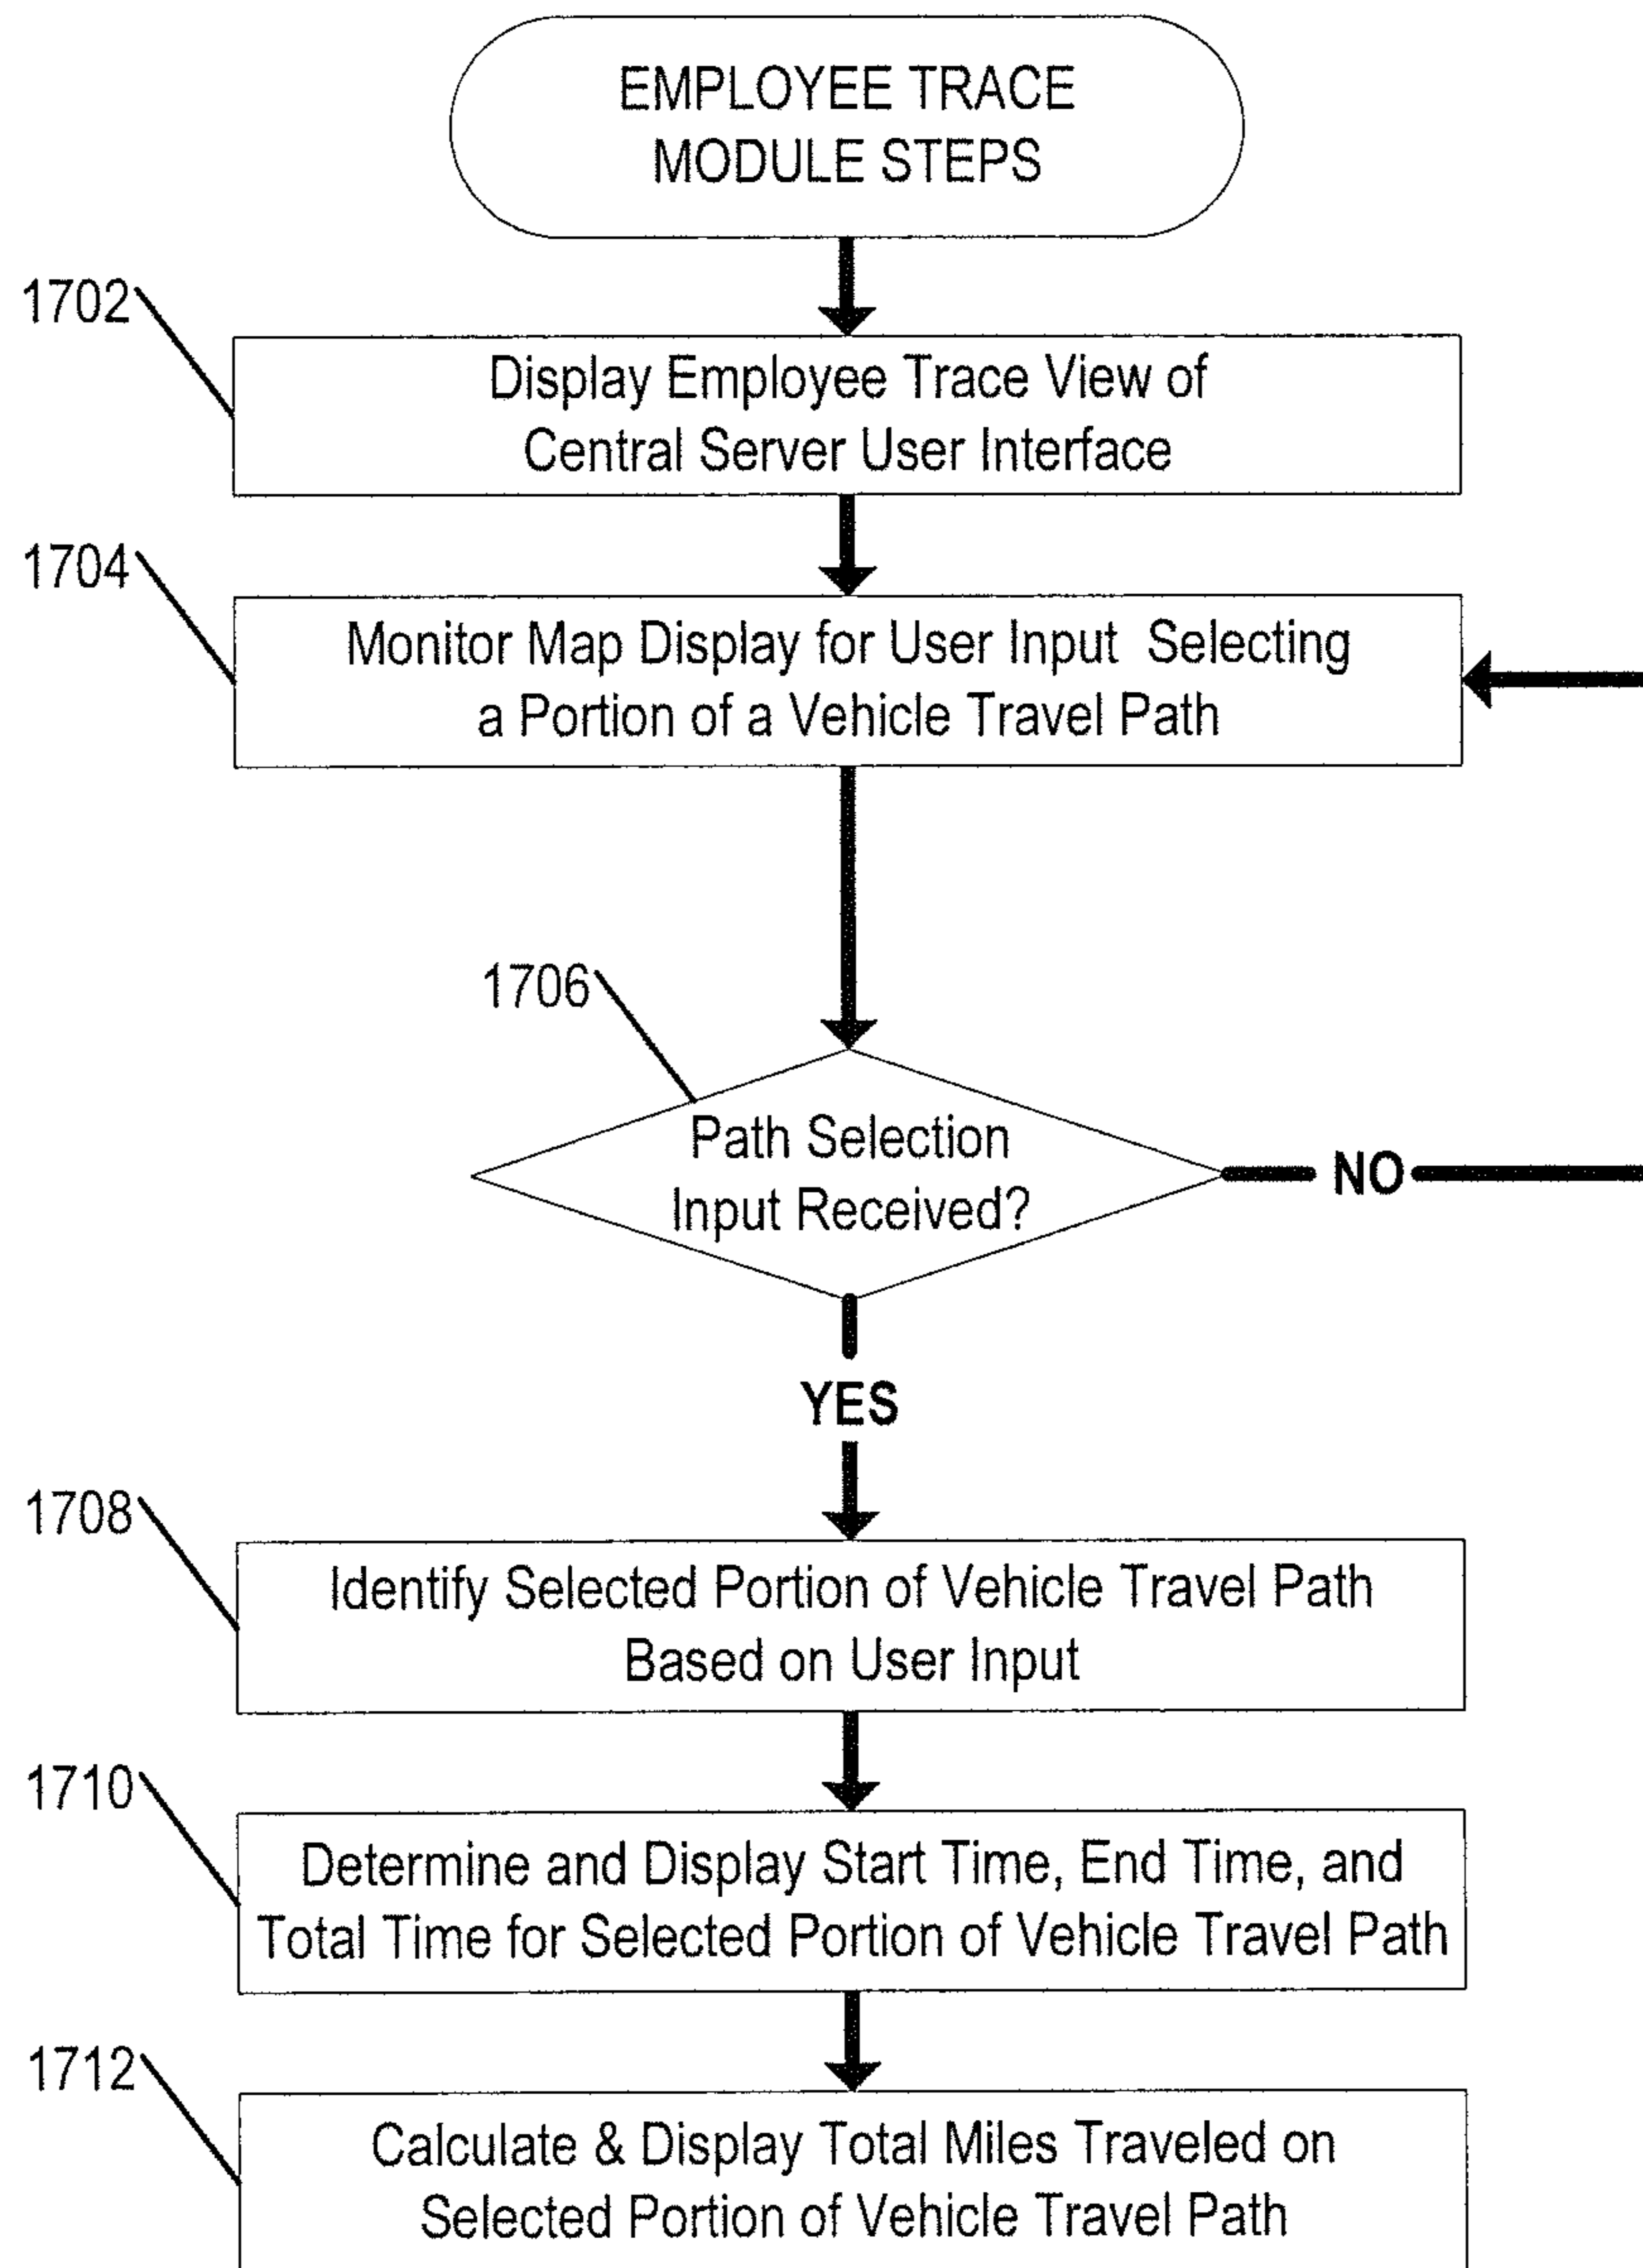 EMPLOYEE TRACE
MODULE STEPS
1702
Display Employee Trace View of
Central Server User Interface
1704
Monitor Map Display for User Input Selecting
a Portion of a Vehicle Travel Path
1706
Path Selection
Input Received?
NO
YES
1708
Identify Selected Portion of Vehicle Travel Path
Based on User Input
1710
Determine and Display Start Time, End Time, and
Total Time for Selected Portion of Vehicle Travel Path
1712
Calculate & Display Total Miles Traveled on
Selected Portion of Vehicle Travel Path